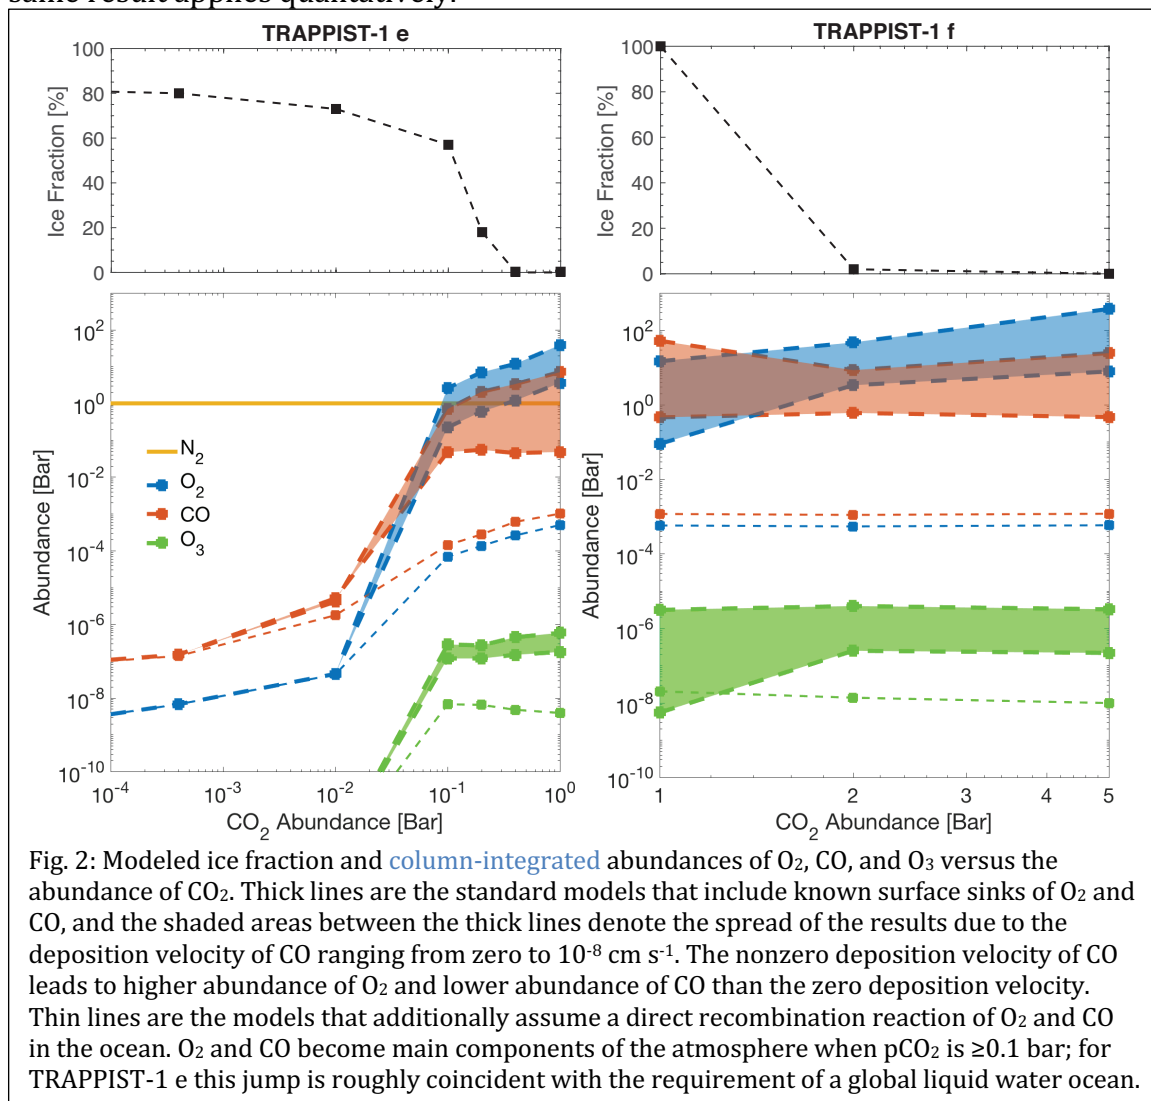 same result applies qualitatively.
TRAPPIST-1 e
TRAPPIST-1 f
100
80
60
40
20
0
Ice Fraction [%]
100
80
60
40
20
0
Ice Fraction [%]
10²
10⁰
10⁻²
10⁻⁴
10⁻⁶
10⁻⁸
10⁻¹⁰
Abundance [Bar]
N₂
O₂
CO
O₃
10⁻⁴
10⁻³
10⁻²
10⁻¹
10⁰
CO₂ Abundance [Bar]
10²
10⁰
10⁻²
10⁻⁴
10⁻⁶
10⁻⁸
10⁻¹⁰
Abundance [Bar]
1
2
3
4
5
CO₂ Abundance [Bar]
Fig. 2: Modeled ice fraction and column-integrated abundances of O₂, CO, and O₃ versus the
abundance of CO₂. Thick lines are the standard models that include known surface sinks of O₂ and
CO, and the shaded areas between the thick lines denote the spread of the results due to the
deposition velocity of CO ranging from zero to 10⁻⁸ cm s⁻¹. The nonzero deposition velocity of CO
leads to higher abundance of O₂ and lower abundance of CO than the zero deposition velocity.
Thin lines are the models that additionally assume a direct recombination reaction of O₂ and CO
in the ocean. O₂ and CO become main components of the atmosphere when pCO₂ is ≥0.1 bar; for
TRAPPIST-1 e this jump is roughly coincident with the requirement of a global liquid water ocean.